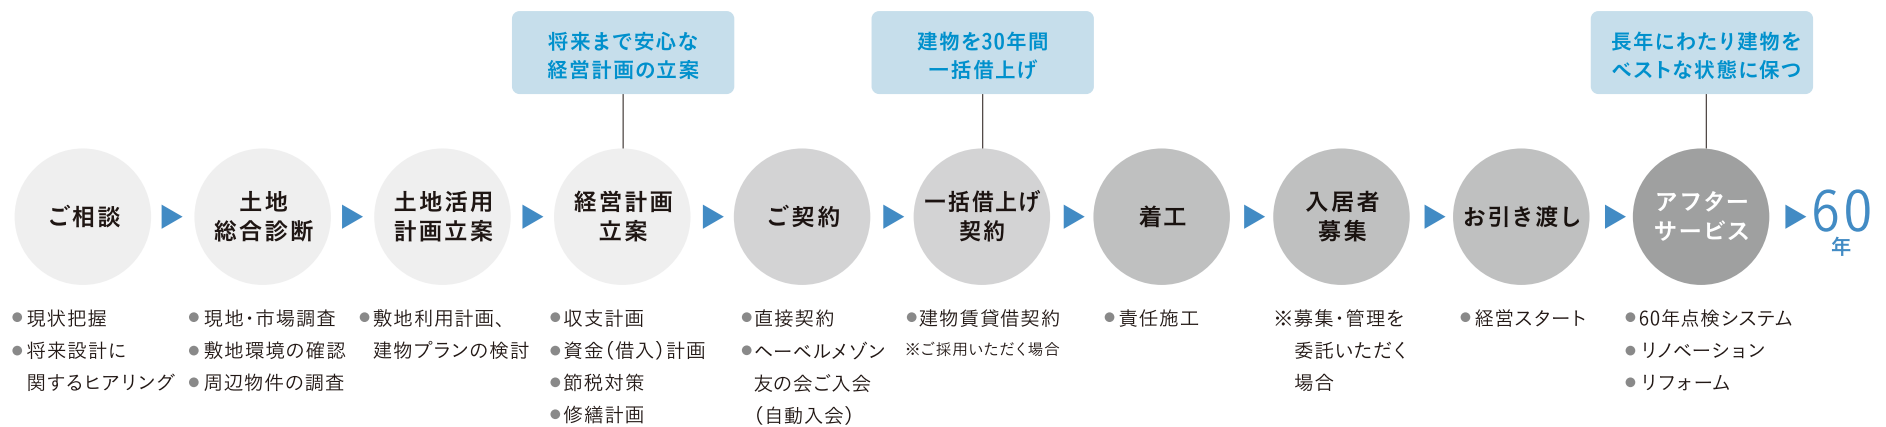 将来まで安心な
経営計画の立案
建物を30年間
一括借上げ
長年にわたり建物を
ベストな状態に保つ
ご相談
土地
総合診断
土地活用
計画立案
経営計画
立案
ご契約
一括借上げ
契約
着工
入居者
募集
お引き渡し
アフター
サービス
60
年
●現状把握
●将来設計に
関するヒアリング
●現地・市場調査
●敷地環境の確認
●周辺物件の調査
●敷地利用計画、
建物プランの検討
●収支計画
●資金（借入）計画
●節税対策
●修繕計画
●直接契約
●ヘーベルメゾン
友の会ご入会
（自動入会）
●建物賃貸借契約
※ご採用いただく場合
●責任施工
※募集・管理を
委託いただく
場合
●経営スタート
●60年点検システム
●リノベーション
●リフォーム